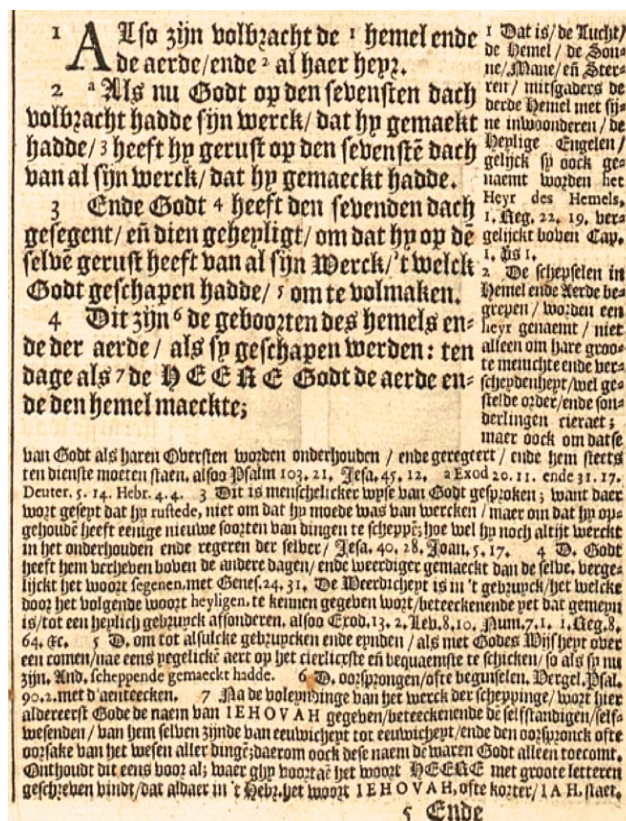 1 ALso zijn volbracht de 1 hemel ende
de aerde/ende 2 al haer heyr.
2 a Als nu Godt op den sevensten dach
volbracht hadde sijn werck/ dat hy gemaekt
hadde/ 3 heeft hy gerust op den sevenstē dach
van al sijn werck/ dat hy gemaeckt hadde.
3 Ende Godt 4 heeft den sevenden dach
gesegent/ eñ dien geheyligt/ om dat hy op dē
selvē gerust heeft van al sijn Werck/'t welck
Godt geschapen hadde/ 5 om te volmaken.
4 Dit zijn 6 de geboorten des hemels en-
de der aerde/ als sy geschapen werden: ten
dage als 7 de HEERE Godt de aerde en-
de den hemel maeckte;
1 Dat is/de Lucht/
de Hemel/ de Son-
ne/Mane/ eñ Ster-
ren/ mitsgaders de
derde Hemel met sij-
ne inwoonderen/de
Heylige Engelen/
gelijck sy oock ge-
naemt worden het
Heyr des Hemels,
1. Reg. 22. 19. ver-
gelijckt boven Cap.
1. vs 1.
2 De schepselen in
Hemel ende Aerde be-
grepen/ worden een
heyr genaemt/ niet
alleen om hare groo-
te menichte ende ver-
scheydenheyt/wel ge-
stelde order/ende son-
derlingen cieraet;
maer oock om datse
van Godt als haren Oversten worden onderhouden/ ende geregeert/ ende hem steets
ten dienste moeten staen. alsoo Psalm 103. 21. Jesa. 45. 12. a Exod 20. 11. ende 31. 17.
Deuter. 5. 14. Hebr. 4. 4. 3 Dit is menschelicker wyse van Godt gesproken; want daer
wort geseyt dat hy rustede, niet om dat hy moede was van wercken/ maer om dat hy op-
gehoudē heeft eenige nieuwe soorten van dingen te scheppē; hoe wel hy noch altijt werckt
in het onderhouden ende regeren der selver/ Jesa. 40. 28. Joan. 5. 17. 4 D. Godt
heeft hem verheven boven de andere dagen/ ende weerdiger gemaeckt dan de selve. verge-
lijckt het woort segenen, met Genes. 24. 31. De Weerdicheyt is in 't gebruyck/het welcke
door het volgende woort heyligen. te kennen gegeven wort/beteeckenende yet dat gemeyn
is/tot een heylich gebruyck afsonderen. alsoo Exod. 13. 2. Lev. 8. 10. Num. 7. 1. 1. Reg. 8.
64. &c. 5 D. om tot alsulcke gebruycken ende eynden/ als met Godes Wijsheyt over
een comen/nae eens yegelickē aert op het cierlicxste eñ bequaemste te schicken/ so als sy nu
zijn. And. scheppende gemaeckt hadde. 6 D. oorsprongen/ofte beginselen. Vergel. Psal.
90. 2. met d'aenteecken. 7 Na de voleyndinge van het werck der scheppinge/ wort hier
aldereerst Gode de naem van IEHOVAH gegeven/beteeckenende dē selfstandigen/self-
wesenden/ van hem selven zijnde van eeuwicheyt tot eeuwicheyt/ende den oorspronck ofte
oorsake van het wesen aller dingē;daerom oock dese naem dē waren Godt alleen toecomt.
Onthoudt dit eens voor al; waer ghy voortaē het woort HEERE met groote letteren
geschreven vindt/dat aldaer in 't Hebr. het woort IEHOVAH, ofte korter/ IAH. staet.
5 Ende